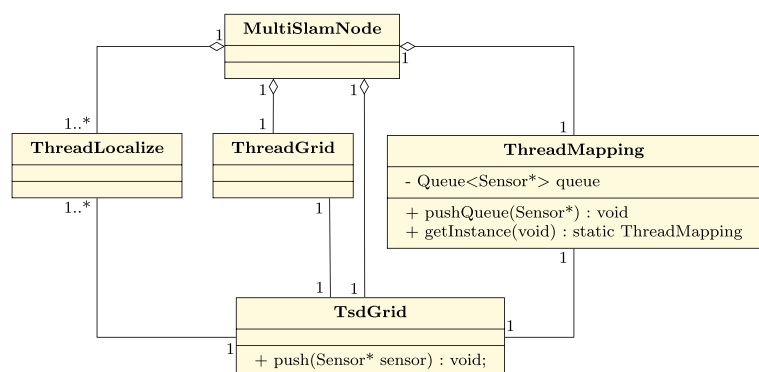 MultiSlamNode
1
1
1
1
1..*
1
1
ThreadLocalize
ThreadGrid
ThreadMapping
- Queue<Sensor*> queue
+ pushQueue(Sensor*) : void
+ getInstance(void) : static ThreadMapping
1..*
1
1
1
1
TsdGrid
1
1
+ push(Sensor* sensor) : void;